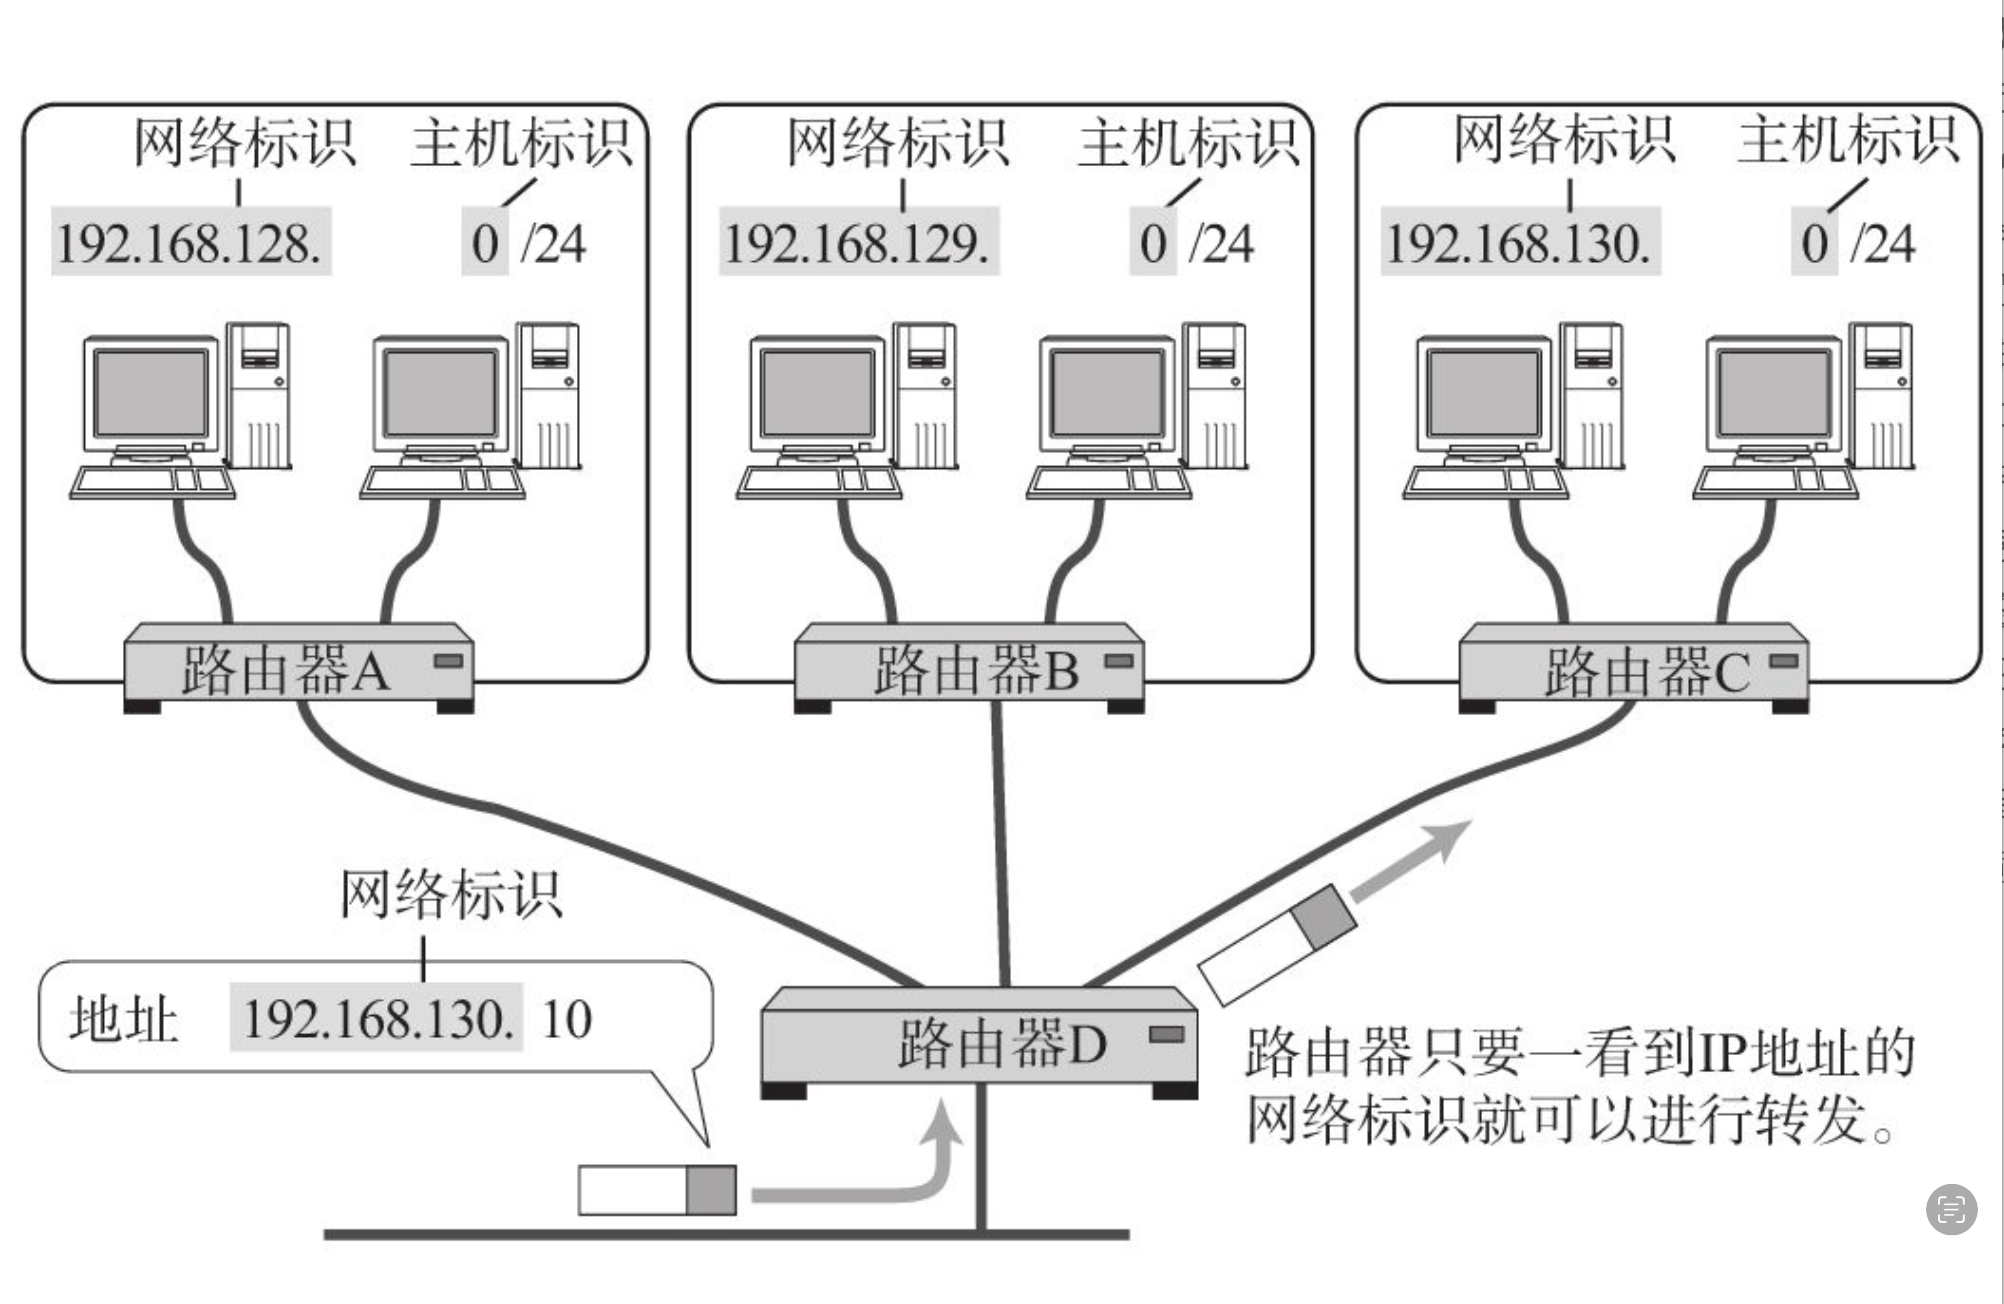 网络标识 主机标识
192.168.128. 0 /24
路由器A
网络标识 主机标识
192.168.129. 0 /24
路由器B
网络标识 主机标识
192.168.130. 0 /24
路由器C
网络标识
地址 192.168.130. 10
路由器D
路由器只要一看到IP地址的
网络标识就可以进行转发。